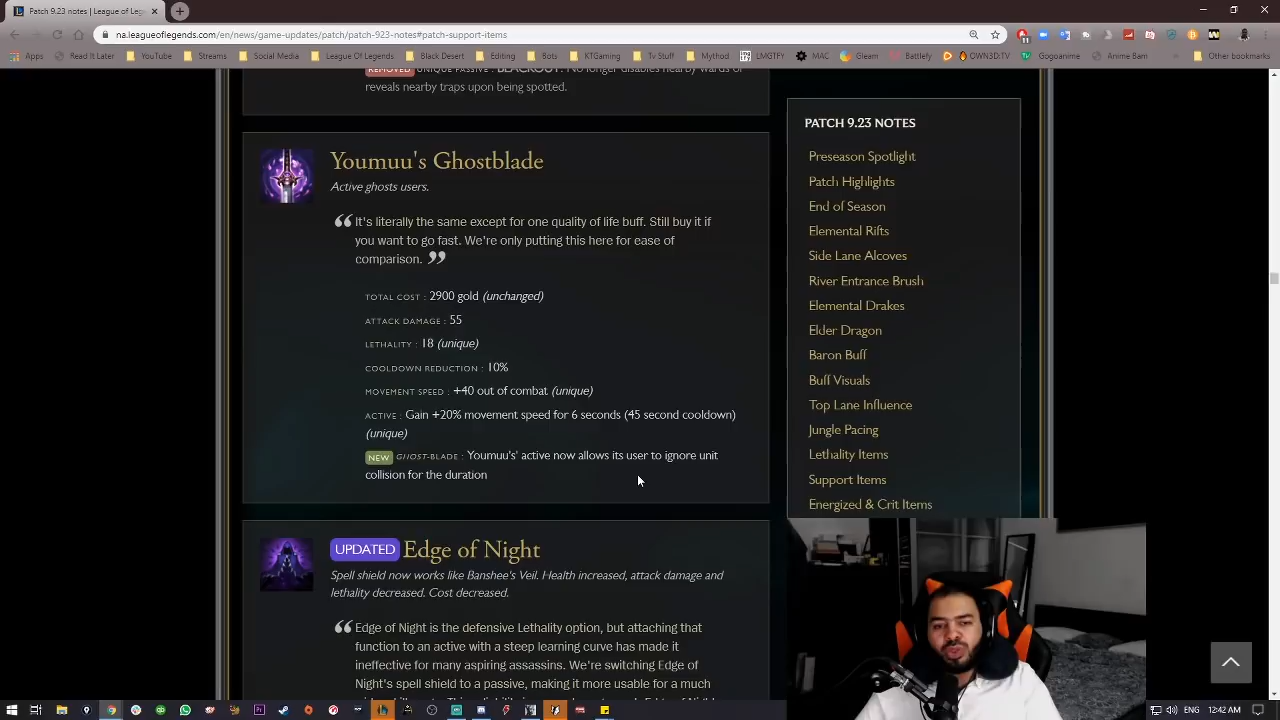 Patch 9.23 notes | League of Leg
na.leagueoflegends.com/en/news/game-updates/patch/patch-923-notes#patch-support-items
Apps Read It Later YouTube Streams Social Media League Of Legends Black Desert Editing Bots KTGaming Tv Stuff Mythod LMGTFY MAC Gleam Battlefy OWN3D:TV Gogoanime Anime Bam Other bookmarks
REMOVED UNIQUE PASSIVE : BLACKOUT: No longer disables nearby wards or
reveals nearby traps upon being spotted.
Youmuu's Ghostblade
Active ghosts users.
“ It's literally the same except for one quality of life buff. Still buy it if
you want to go fast. We're only putting this here for ease of
comparison. ”
TOTAL COST : 2900 gold (unchanged)
ATTACK DAMAGE : 55
LETHALITY : 18 (unique)
COOLDOWN REDUCTION : 10%
MOVEMENT SPEED : +40 out of combat (unique)
ACTIVE : Gain +20% movement speed for 6 seconds (45 second cooldown)
(unique)
NEW GHOST-BLADE : Youmuu's' active now allows its user to ignore unit
collision for the duration
UPDATED Edge of Night
Spell shield now works like Banshee's Veil. Health increased, attack damage and
lethality decreased. Cost decreased.
“ Edge of Night is the defensive Lethality option, but attaching that
function to an active with a steep learning curve has made it
ineffective for many aspiring assassins. We're switching Edge of
Night's spell shield to a passive, making it more usable for a much
PATCH 9.23 NOTES
Preseason Spotlight
Patch Highlights
End of Season
Elemental Rifts
Side Lane Alcoves
River Entrance Brush
Elemental Drakes
Elder Dragon
Baron Buff
Buff Visuals
Top Lane Influence
Jungle Pacing
Lethality Items
Support Items
Energized & Crit Items
ENG 12:42 AM